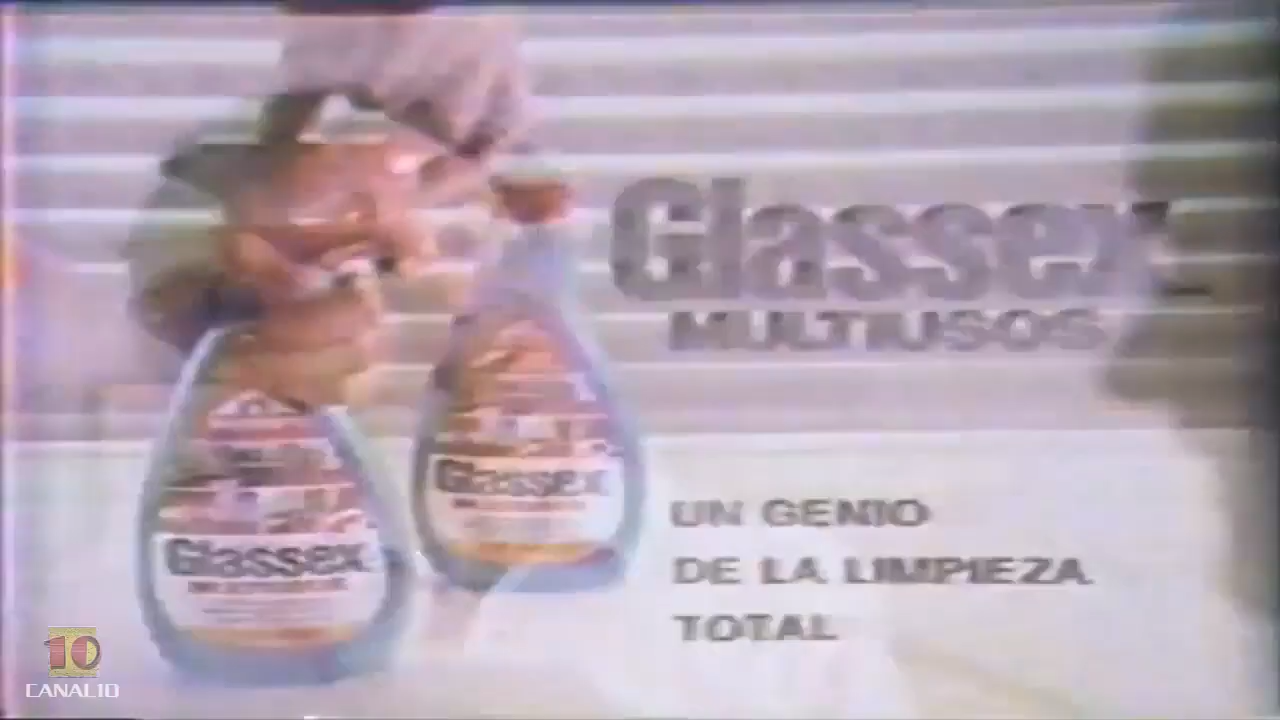 Glassex
MULTIUSOS
Glassex
Glassex
UN GENIO
DE LA LIMPIEZA
TOTAL
10
CANAL10